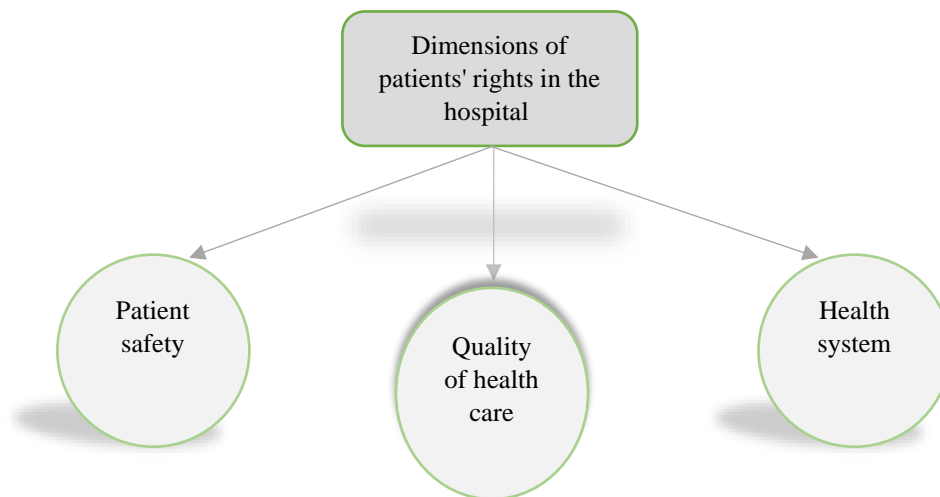 Dimensions of
patients' rights in the
hospital
Patient
safety
Quality
of health
care
Health
system